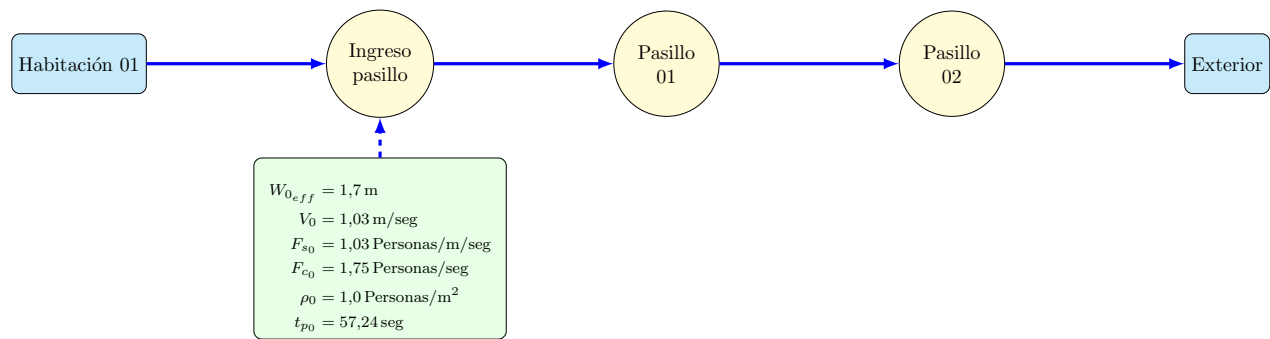 Habitación 01
Ingreso
pasillo
Pasillo
01
Pasillo
02
Exterior
W₀ₑff = 1,7 m
V₀ = 1,03 m/seg
Fₛ₀ = 1,03 Personas/m/seg
F_c₀ = 1,75 Personas/seg
ρ₀ = 1,0 Personas/m²
tₚ₀ = 57,24 seg